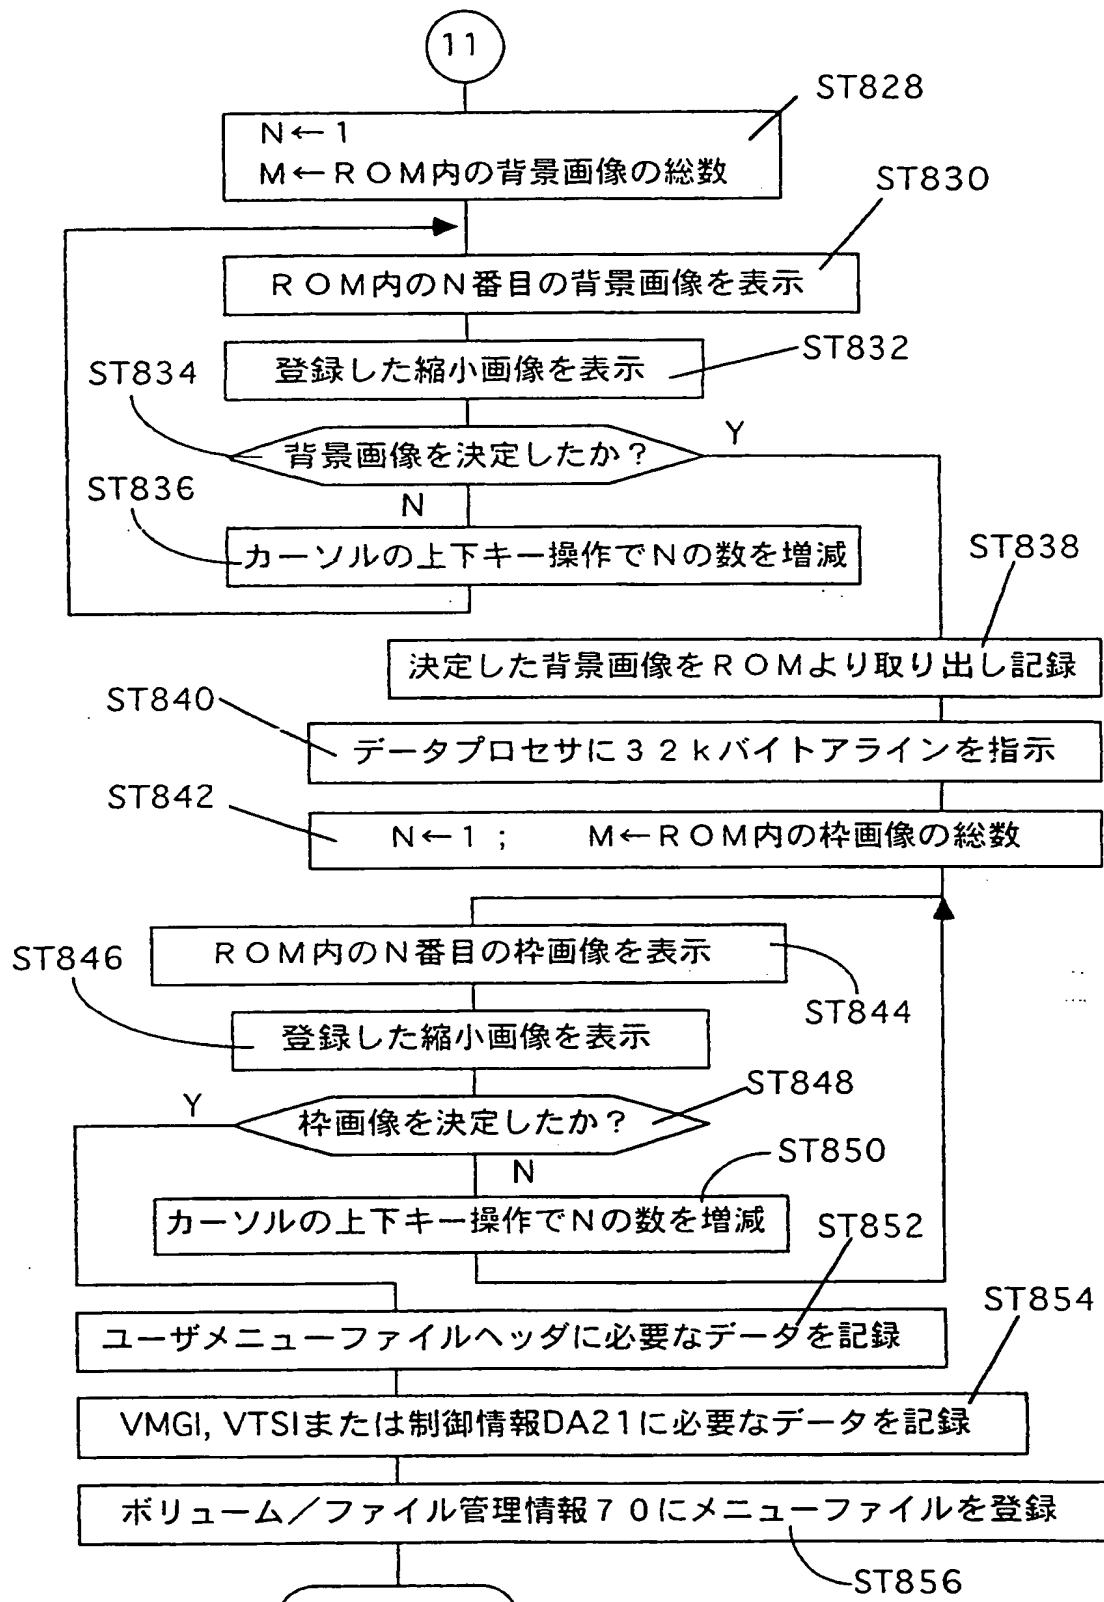 11
ST828
N←1
M←ROM内の背景画像の総数
ST830
ROM内のN番目の背景画像を表示
ST832
登録した縮小画像を表示
ST834
背景画像を決定したか？
Y
ST836
N
カーソルの上下キー操作でNの数を増減
ST838
決定した背景画像をROMより取り出し記録
ST840
データプロセサに32kバイトアラインを指示
ST842
N←1； M←ROM内の枠画像の総数
ROM内のN番目の枠画像を表示
ST846
ST844
登録した縮小画像を表示
ST848
Y
枠画像を決定したか？
ST850
N
カーソルの上下キー操作でNの数を増減
ST852
ST854
ユーザメニューファイルヘッダに必要なデータを記録
VMGI, VTSIまたは制御情報DA21に必要なデータを記録
ボリューム／ファイル管理情報70にメニューファイルを登録
ST856